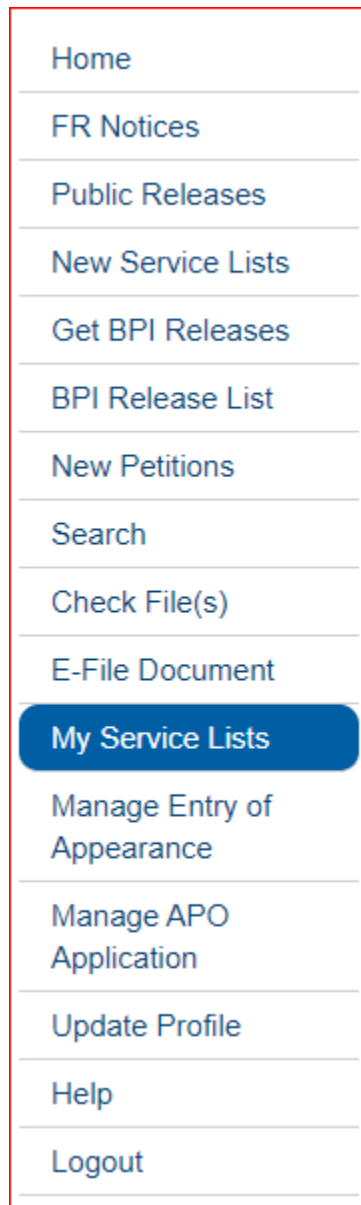 Home
FR Notices
Public Releases
New Service Lists
Get BPI Releases
BPI Release List
New Petitions
Search
Check File(s)
E-File Document
My Service Lists
Manage Entry of
Appearance
Manage APO
Application
Update Profile
Help
Logout